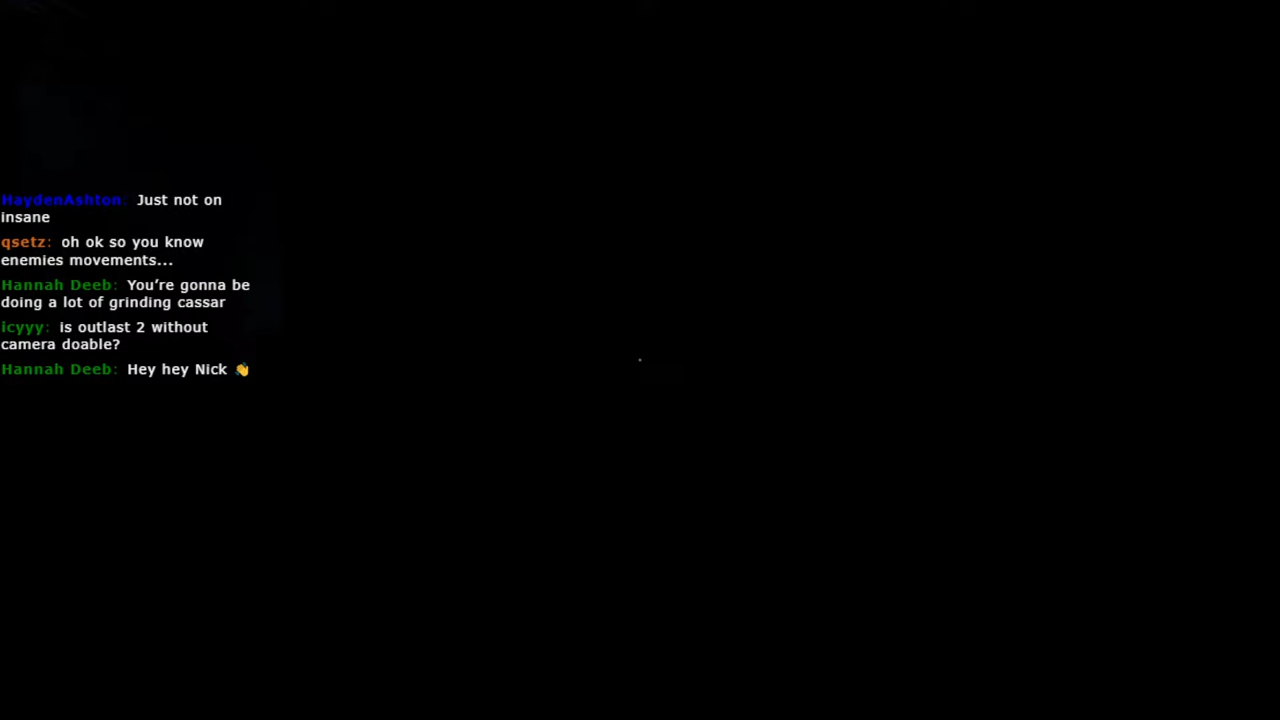 HaydenAshton: Just not on
insane
qsetz: oh ok so you know
enemies movements...
Hannah Deeb: You’re gonna be
doing a lot of grinding cassar
icyyy: is outlast 2 without
camera doable?
Hannah Deeb: Hey hey Nick 👏